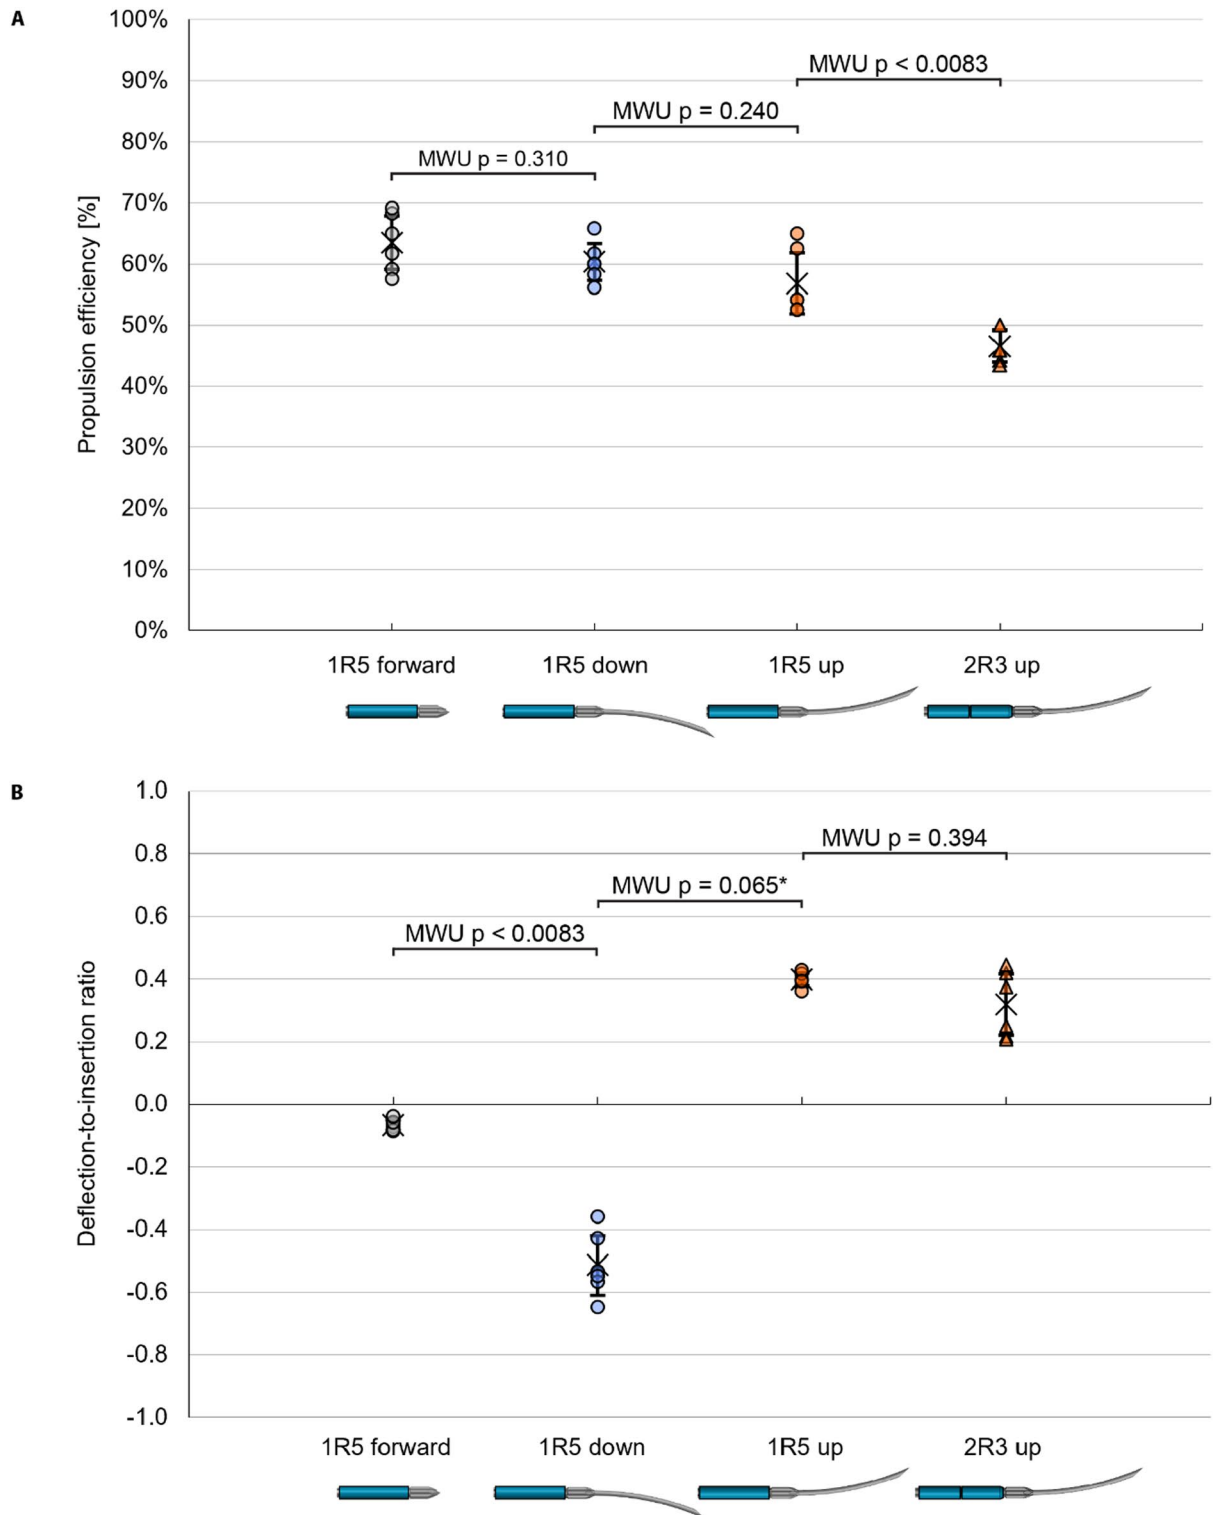 A
100%
90%
80%
70%
60%
50%
40%
30%
20%
10%
0%
Propulsion efficiency [%]
MWU p < 0.0083
MWU p = 0.240
MWU p = 0.310
1R5 forward
1R5 down
1R5 up
2R3 up
B
1.0
0.8
0.6
0.4
0.2
0.0
-0.2
-0.4
-0.6
-0.8
-1.0
Deflection-to-insertion ratio
MWU p = 0.394
MWU p = 0.065*
MWU p < 0.0083
1R5 forward
1R5 down
1R5 up
2R3 up